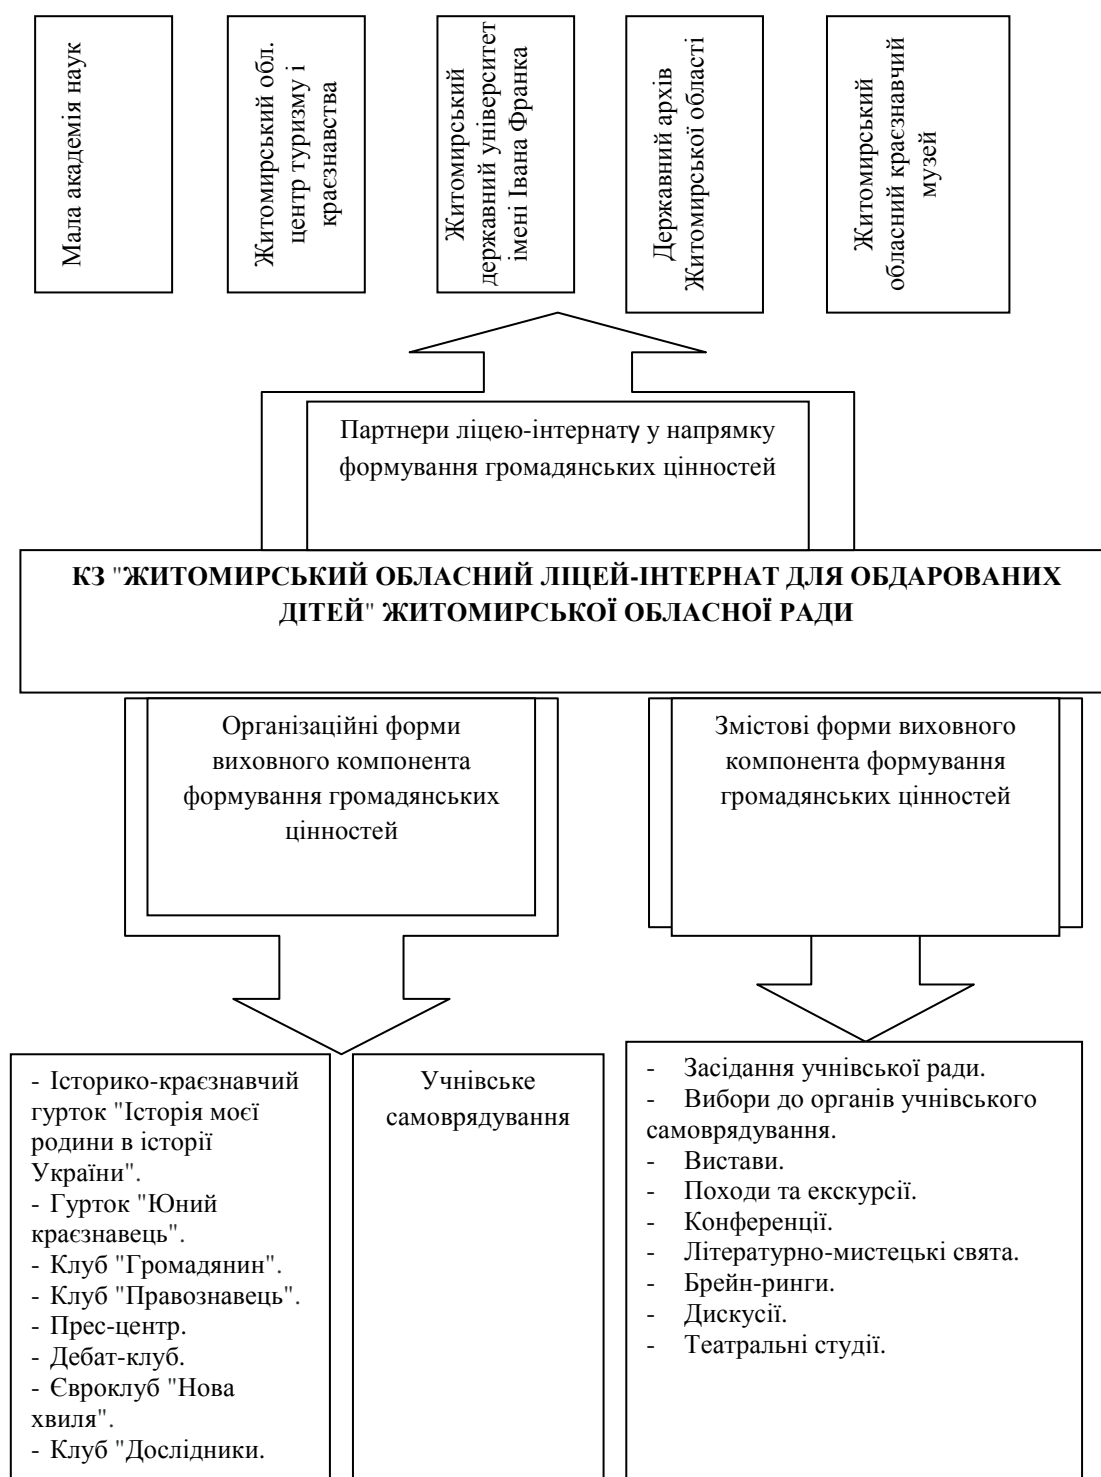 Мала академія наук
Житомирський обл.
центр туризму і
краєзнавства
Житомирський
державний університет
імені Івана Франка
Державний архів
Житомирської області
Житомирський
обласний краєзнавчий
музей
Партнери ліцею-інтернату у напрямку
формування громадянських цінностей
КЗ "ЖИТОМИРСЬКИЙ ОБЛАСНИЙ ЛІЦЕЙ-ІНТЕРНАТ ДЛЯ ОБДАРОВАНИХ
ДІТЕЙ" ЖИТОМИРСЬКОЇ ОБЛАСНОЇ РАДИ
Організаційні форми
виховного компонента
формування громадянських
цінностей
Змістові форми виховного
компонента формування
громадянських цінностей
- Історико-краєзнавчий
гурток "Історія моєї
родини в історії
України".
- Гурток "Юний
краєзнавець".
- Клуб "Громадянин".
- Клуб "Правознавець".
- Прес-центр.
- Дебат-клуб.
- Євроклуб "Нова
хвиля".
- Клуб "Дослідники.
Учнівське
самоврядування
- Засідання учнівської ради.
- Вибори до органів учнівського
самоврядування.
- Вистави.
- Походи та екскурсії.
- Конференції.
- Літературно-мистецькі свята.
- Брейн-ринги.
- Дискусії.
- Театральні студії.